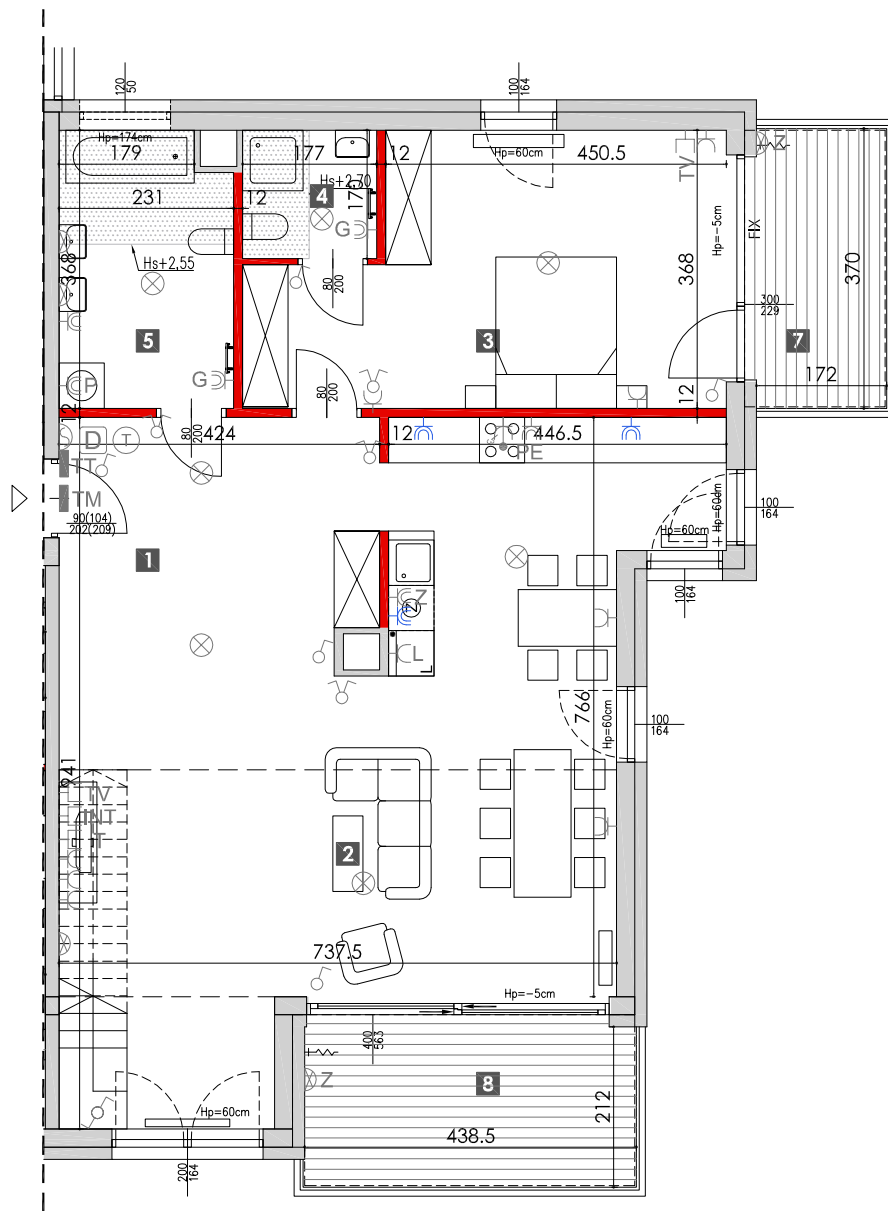 120
50
100
164
Hp=174cm
179
177
12
Hp=60cm
450.5
TV
Z
Hs+2,70
4
170
231
12
G
Hp=-5cm
FIX
Hs+2,55
368
368
370
80
200
300
229
5
3
7
G
P
172
12
12
80
200
80
200
424
12
446.5
D
T
PE
TT
TM
90(104)
202(209)
Hp=60cm
100
164
Hp=60cm
1
100
164
Z
Z
L
766
Hp=60cm
100
164
641
TV
INT
T
2
737.5
Hp=-5cm
400
563
Z
8
212
Hp=60cm
438.5
200
164